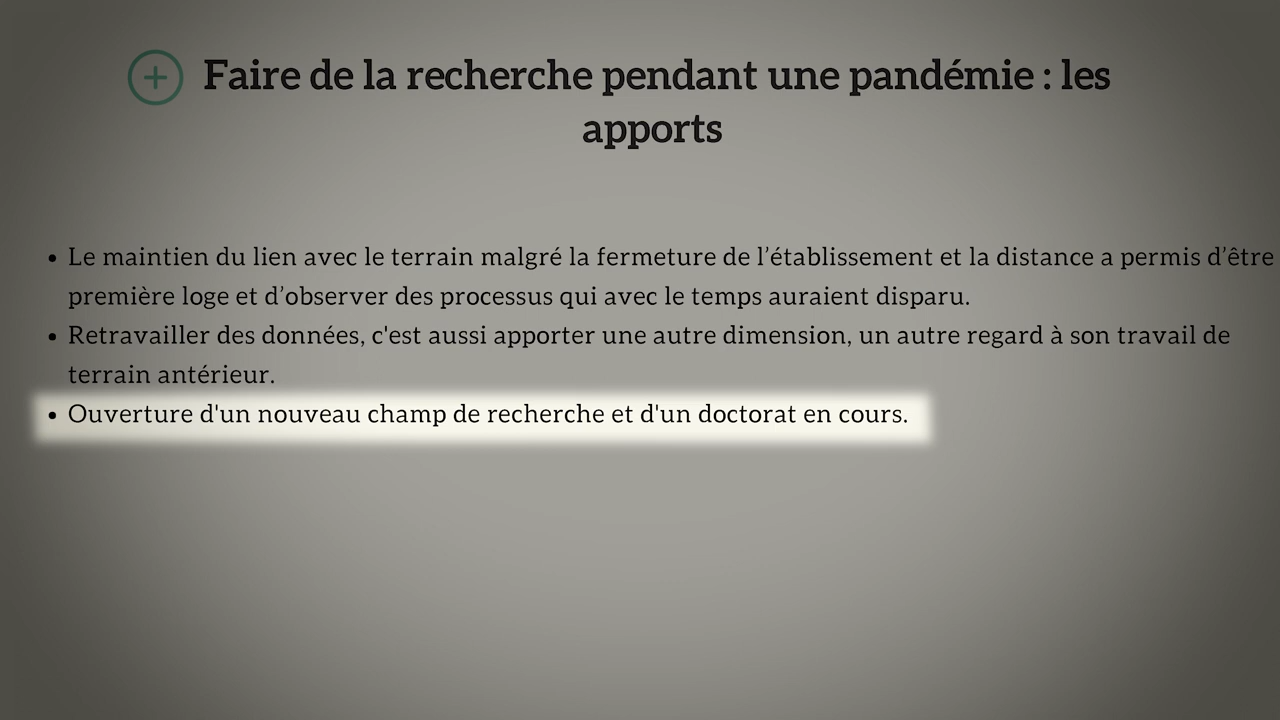 Faire de la recherche pendant une pandémie : les
apports
• Le maintien du lien avec le terrain malgré la fermeture de l’établissement et la distance a permis d’être
première loge et d’observer des processus qui avec le temps auraient disparu.
• Retravailler des données, c'est aussi apporter une autre dimension, un autre regard à son travail de
terrain antérieur.
• Ouverture d'un nouveau champ de recherche et d'un doctorat en cours.